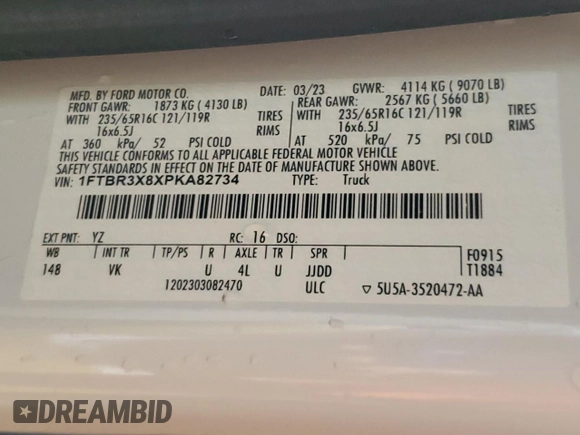 MFD. BY FORD MOTOR CO.
DATE: 03/23 GVWR: 4114 KG ( 9070 LB)
FRONT GAWR: 1873 KG ( 4130 LB)
REAR GAWR: 2567 KG ( 5660 LB)
WITH 235/65R16C 121/119R TIRES
WITH 235/65R16C 121/119R TIRES
16x6.5J RIMS
16x6.5J RIMS
AT 360 kPa/ 52 PSI COLD
AT 520 kPa/ 75 PSI COLD
THIS VEHICLE CONFORMS TO ALL APPLICABLE FEDERAL MOTOR VEHICLE
SAFETY STANDARDS IN EFFECT ON THE DATE OF MANUFACTURE SHOWN ABOVE.
VIN: 1FTBR3X8XPKA82734 TYPE: Truck
EXT PNT: YZ RC: 16 DSO:
WB INT TR TP/PS R AXLE TR SPR F0915
148 VK U 4L U JJDD T1884
1202303082470 ULC ▽ 5U5A-3520472-AA
DREAMBID